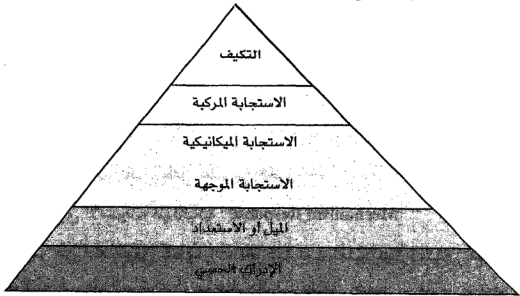 التكيف
الاستجابة المركبة
الاستجابة الميكانيكية
الاستجابة الموجهة
الميل أو الاستعداد
الإدراك الحسي